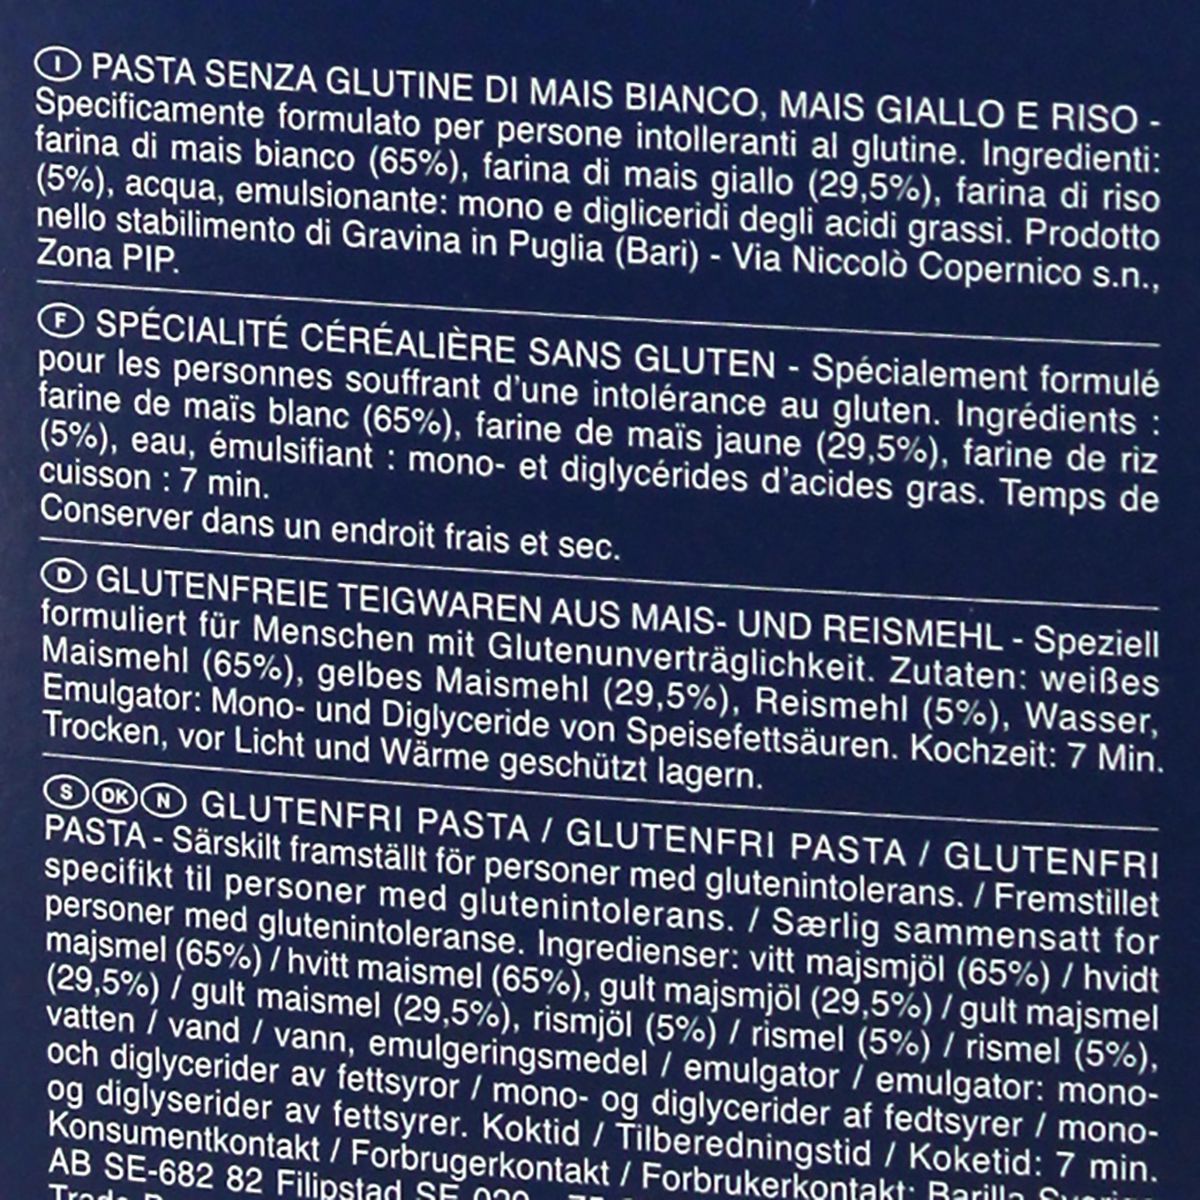 I PASTA SENZA GLUTINE DI MAIS BIANCO, MAIS GIALLO E RISO -
Specificamente formulato per persone intolleranti al glutine. Ingredienti:
farina di mais bianco (65%), farina di mais giallo (29,5%), farina di riso
(5%), acqua, emulsionante: mono e digliceridi degli acidi grassi. Prodotto
nello stabilimento di Gravina in Puglia (Bari) - Via Niccolò Copernico s.n.,
Zona PIP.
F SPÉCIALITÉ CÉRÉALIÈRE SANS GLUTEN - Spécialement formulé
pour les personnes souffrant d'une intolérance au gluten. Ingrédients :
farine de maïs blanc (65%), farine de maïs jaune (29,5%), farine de riz
(5%), eau, émulsifiant : mono- et diglycérides d'acides gras. Temps de
cuisson : 7 min.
Conserver dans un endroit frais et sec.
D GLUTENFREIE TEIGWAREN AUS MAIS- UND REISMEHL - Speziell
formuliert für Menschen mit Glutenunverträglichkeit. Zutaten: weißes
Maismehl (65%), gelbes Maismehl (29,5%), Reismehl (5%), Wasser,
Emulgator: Mono- und Diglyceride von Speisefettsäuren. Kochzeit: 7 Min.
Trocken, vor Licht und Wärme geschützt lagern.
S DK N GLUTENFRI PASTA / GLUTENFRI PASTA / GLUTENFRI
PASTA - Särskilt framställt för personer med glutenintolerans. / Fremstillet
specifikt til personer med glutenintolerans. / Særlig sammensatt for
personer med glutenintoleranse. Ingredienser: vitt majsmjöl (65%) / hvidt
majsmel (65%) / hvitt maismel (65%), gult majsmjöl (29,5%) / gult majsmel
(29,5%) / gult maismel (29,5%), rismjöl (5%) / rismel (5%) / rismel (5%),
vatten / vand / vann, emulgeringsmedel / emulgator / emulgator: mono-
och diglycerider av fettsyror / mono- og diglycerider af fedtsyrer / mono-
og diglyserider av fettsyrer. Koktid / Tilberedningstid / Koketid: 7 min.
Konsumentkontakt / Forbrugerkontakt / Forbrukerkontakt: Barilla
AB SE-682 82 Filipstad SE 020